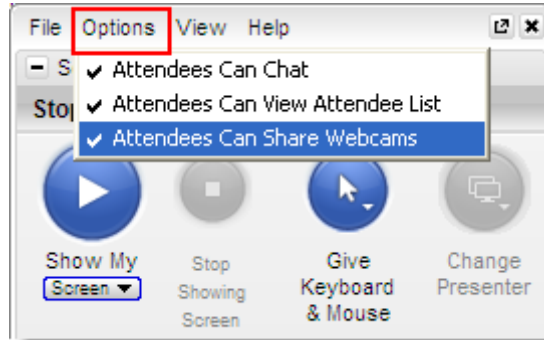 File Options View Help
S
Attendees Can Chat
Attendees Can View Attendee List
Attendees Can Share Webcams
Show My
Screen
Stop
Showing
Screen
Give
Keyboard
& Mouse
Change
Presenter